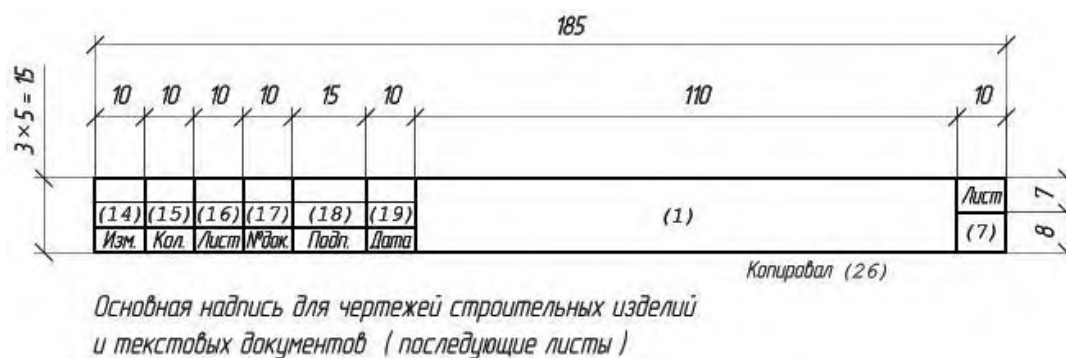 185
10 10 10 10 15 10 110 10
3 × 5 = 15
Лист 7
(14) (15) (16) (17) (18) (19) (1)
(7) 8
Изм. Кол. Лист №док. Подп. Дата
Копировал (26)
Основная надпись для чертежей строительных изделий
и текстовых документов ( последующие листы )